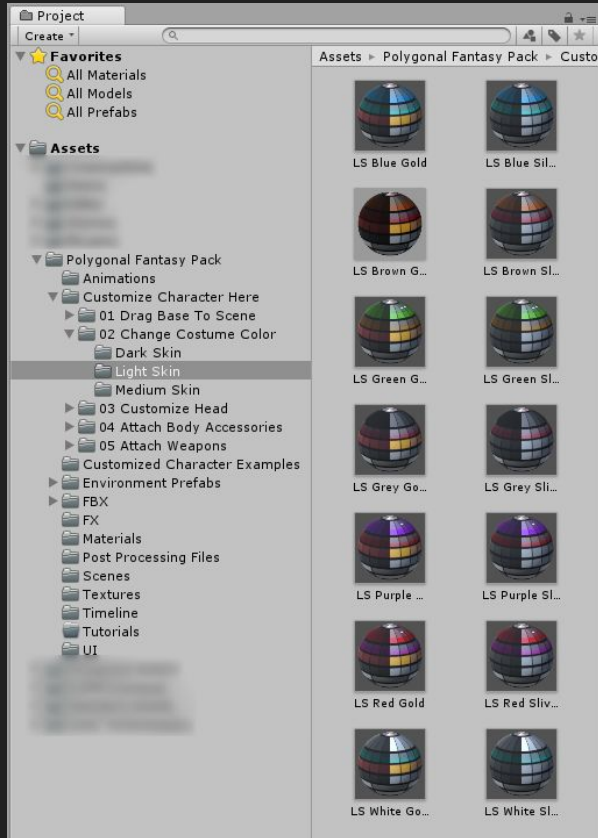 Project
Create
Favorites
All Materials
All Models
All Prefabs
Assets
Polygonal Fantasy Pack
Animations
Customize Character Here
01 Drag Base To Scene
02 Change Costume Color
Dark Skin
Light Skin
Medium Skin
03 Customize Head
04 Attach Body Accessories
05 Attach Weapons
Customized Character Examples
Environment Prefabs
FBX
FX
Materials
Post Processing Files
Scenes
Textures
Timeline
Tutorials
UI
Assets ▸ Polygonal Fantasy Pack ▸ Custo
LS Blue Gold
LS Blue Sil...
LS Brown G...
LS Brown Sl...
LS Green G...
LS Green Sl...
LS Grey Go...
LS Grey Sli...
LS Purple ...
LS Purple Sl...
LS Red Gold
LS Red Sliv...
LS White Go...
LS White Sl...